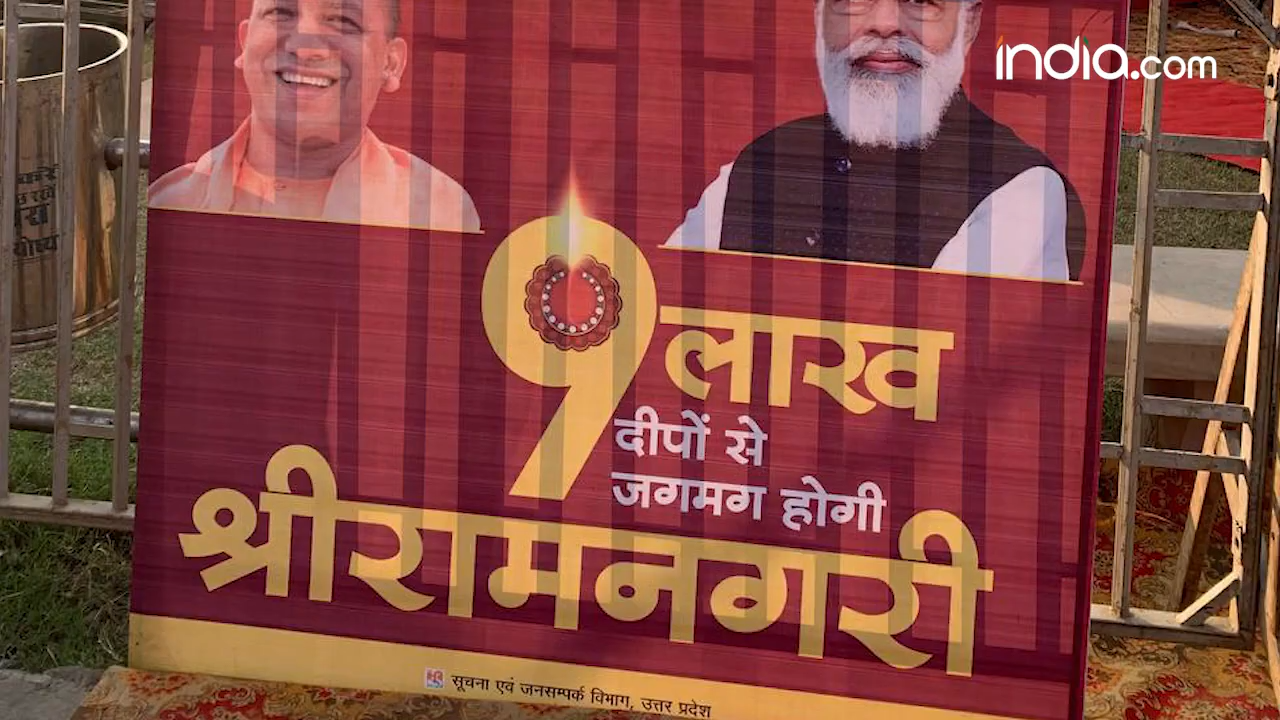 india.com
9 लाख
दीपों से
जगमग होगी
श्रीरामनगरी
सूचना एवं जनसम्पर्क विभाग, उत्तर प्रदेश